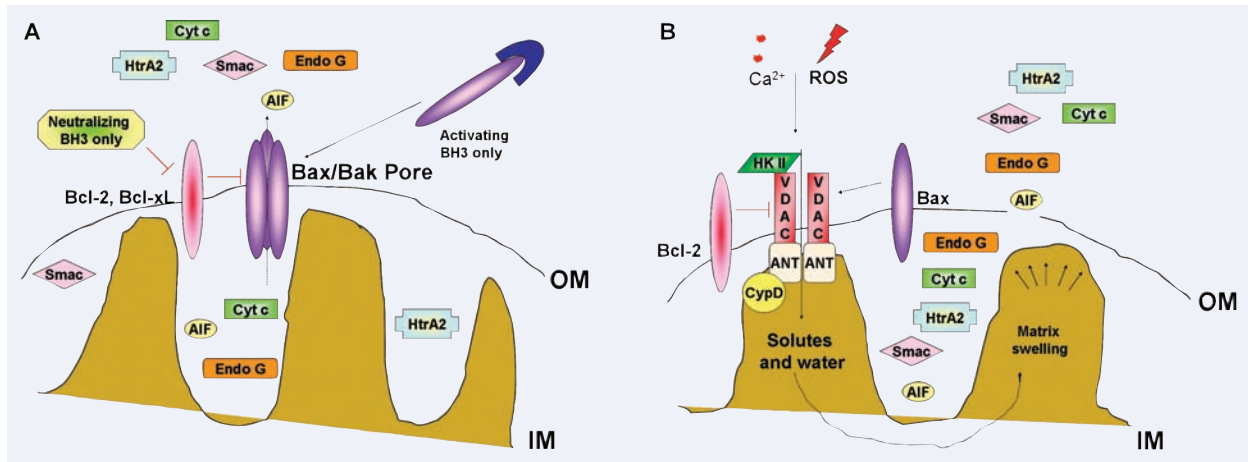 A
Cyt c
HtrA2
Smac
Endo G
AIF
Neutralizing
BH3 only
Activating
BH3 only
Bax/Bak Pore
Bcl-2, Bcl-xL
Smac
OM
Cyt c
AIF
HtrA2
Endo G
IM
B
Ca²⁺
ROS
HtrA2
Smac
Cyt c
HK II
Endo G
VDAC
VDAC
Bax
AIF
Bcl-2
Endo G
ANT
ANT
CypD
Cyt c
OM
HtrA2
Solutes
and water
Smac
Matrix
swelling
AIF
IM